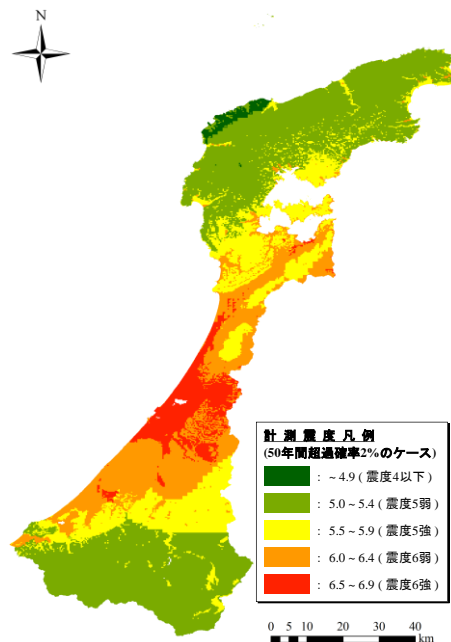 N
計測震度凡例
(50年間超過確率2%のケース)
: ~4.9 ( 震度4以下 )
: 5.0 ~ 5.4 ( 震度5弱 )
: 5.5 ~ 5.9 ( 震度5強 )
: 6.0 ~ 6.4 ( 震度6弱 )
: 6.5 ~ 6.9 ( 震度6強 )
0 5 10 20 30 40
km